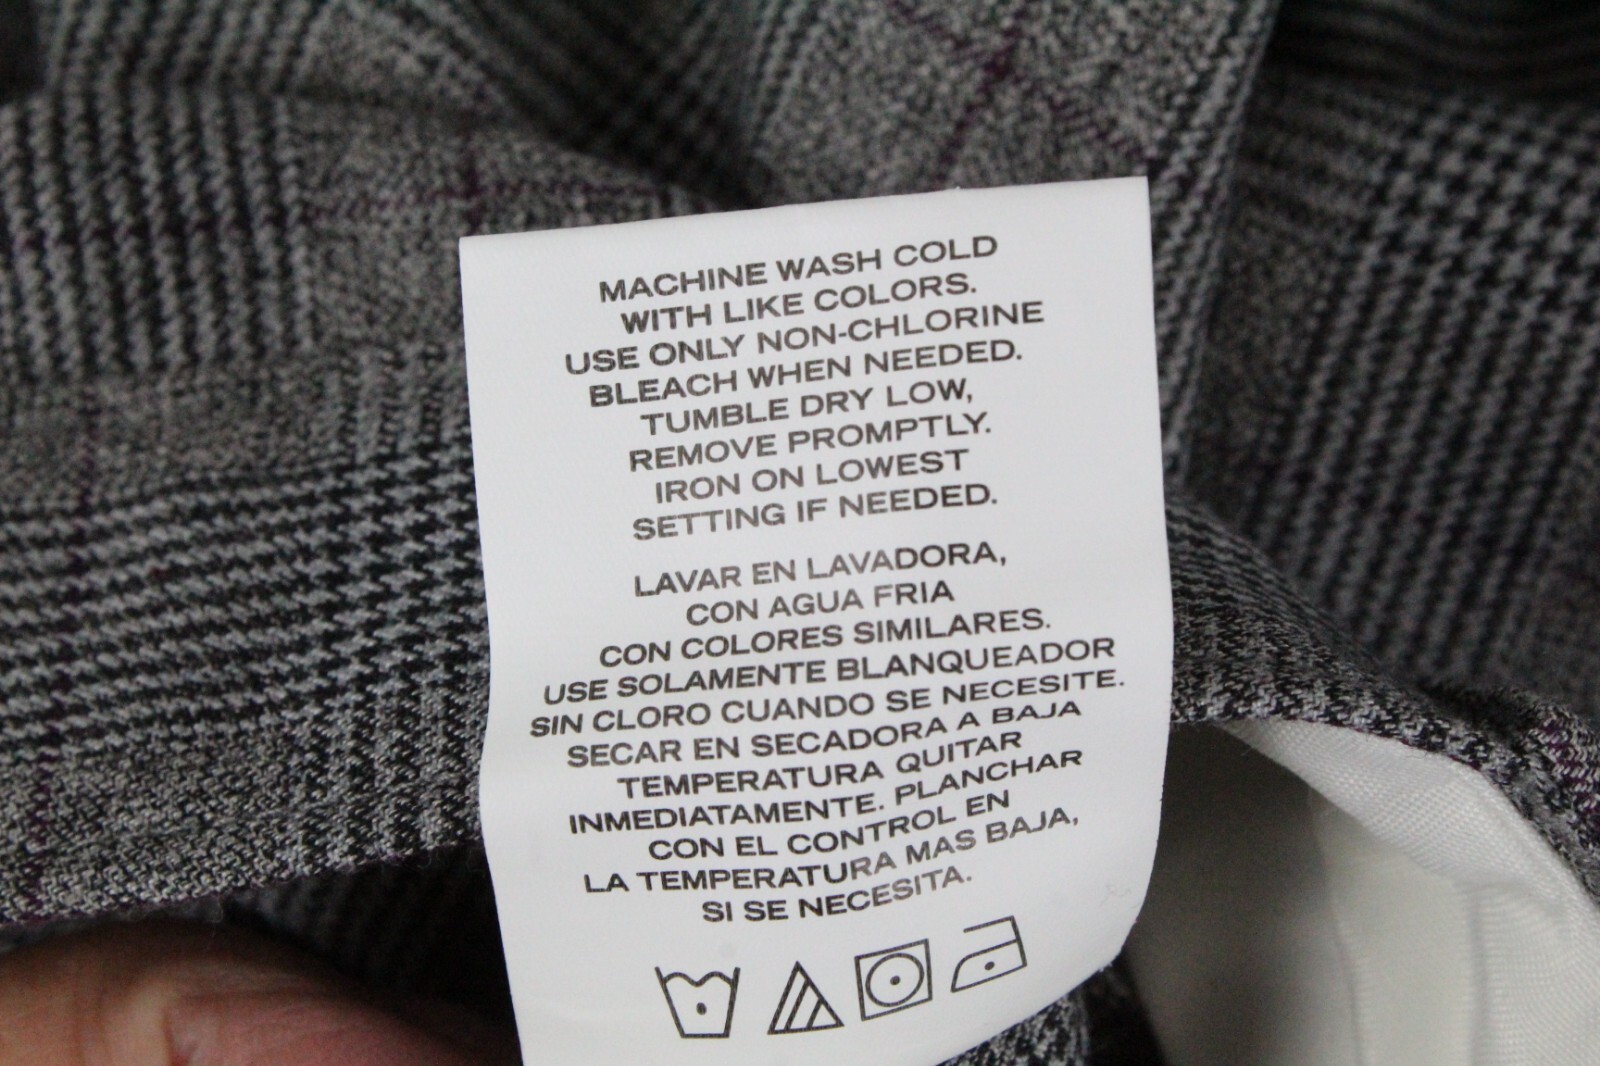 MACHINE WASH COLD
WITH LIKE COLORS.
USE ONLY NON-CHLORINE
BLEACH WHEN NEEDED.
TUMBLE DRY LOW,
REMOVE PROMPTLY.
IRON ON LOWEST
SETTING IF NEEDED.
LAVAR EN LAVADORA,
CON AGUA FRIA
CON COLORES SIMILARES.
USE SOLAMENTE BLANQUEADOR
SIN CLORO CUANDO SE NECESITE.
SECAR EN SECADORA A BAJA
TEMPERATURA QUITAR
INMEDIATAMENTE. PLANCHAR
CON EL CONTROL EN
LA TEMPERATURA MAS BAJA,
SI SE NECESITA.